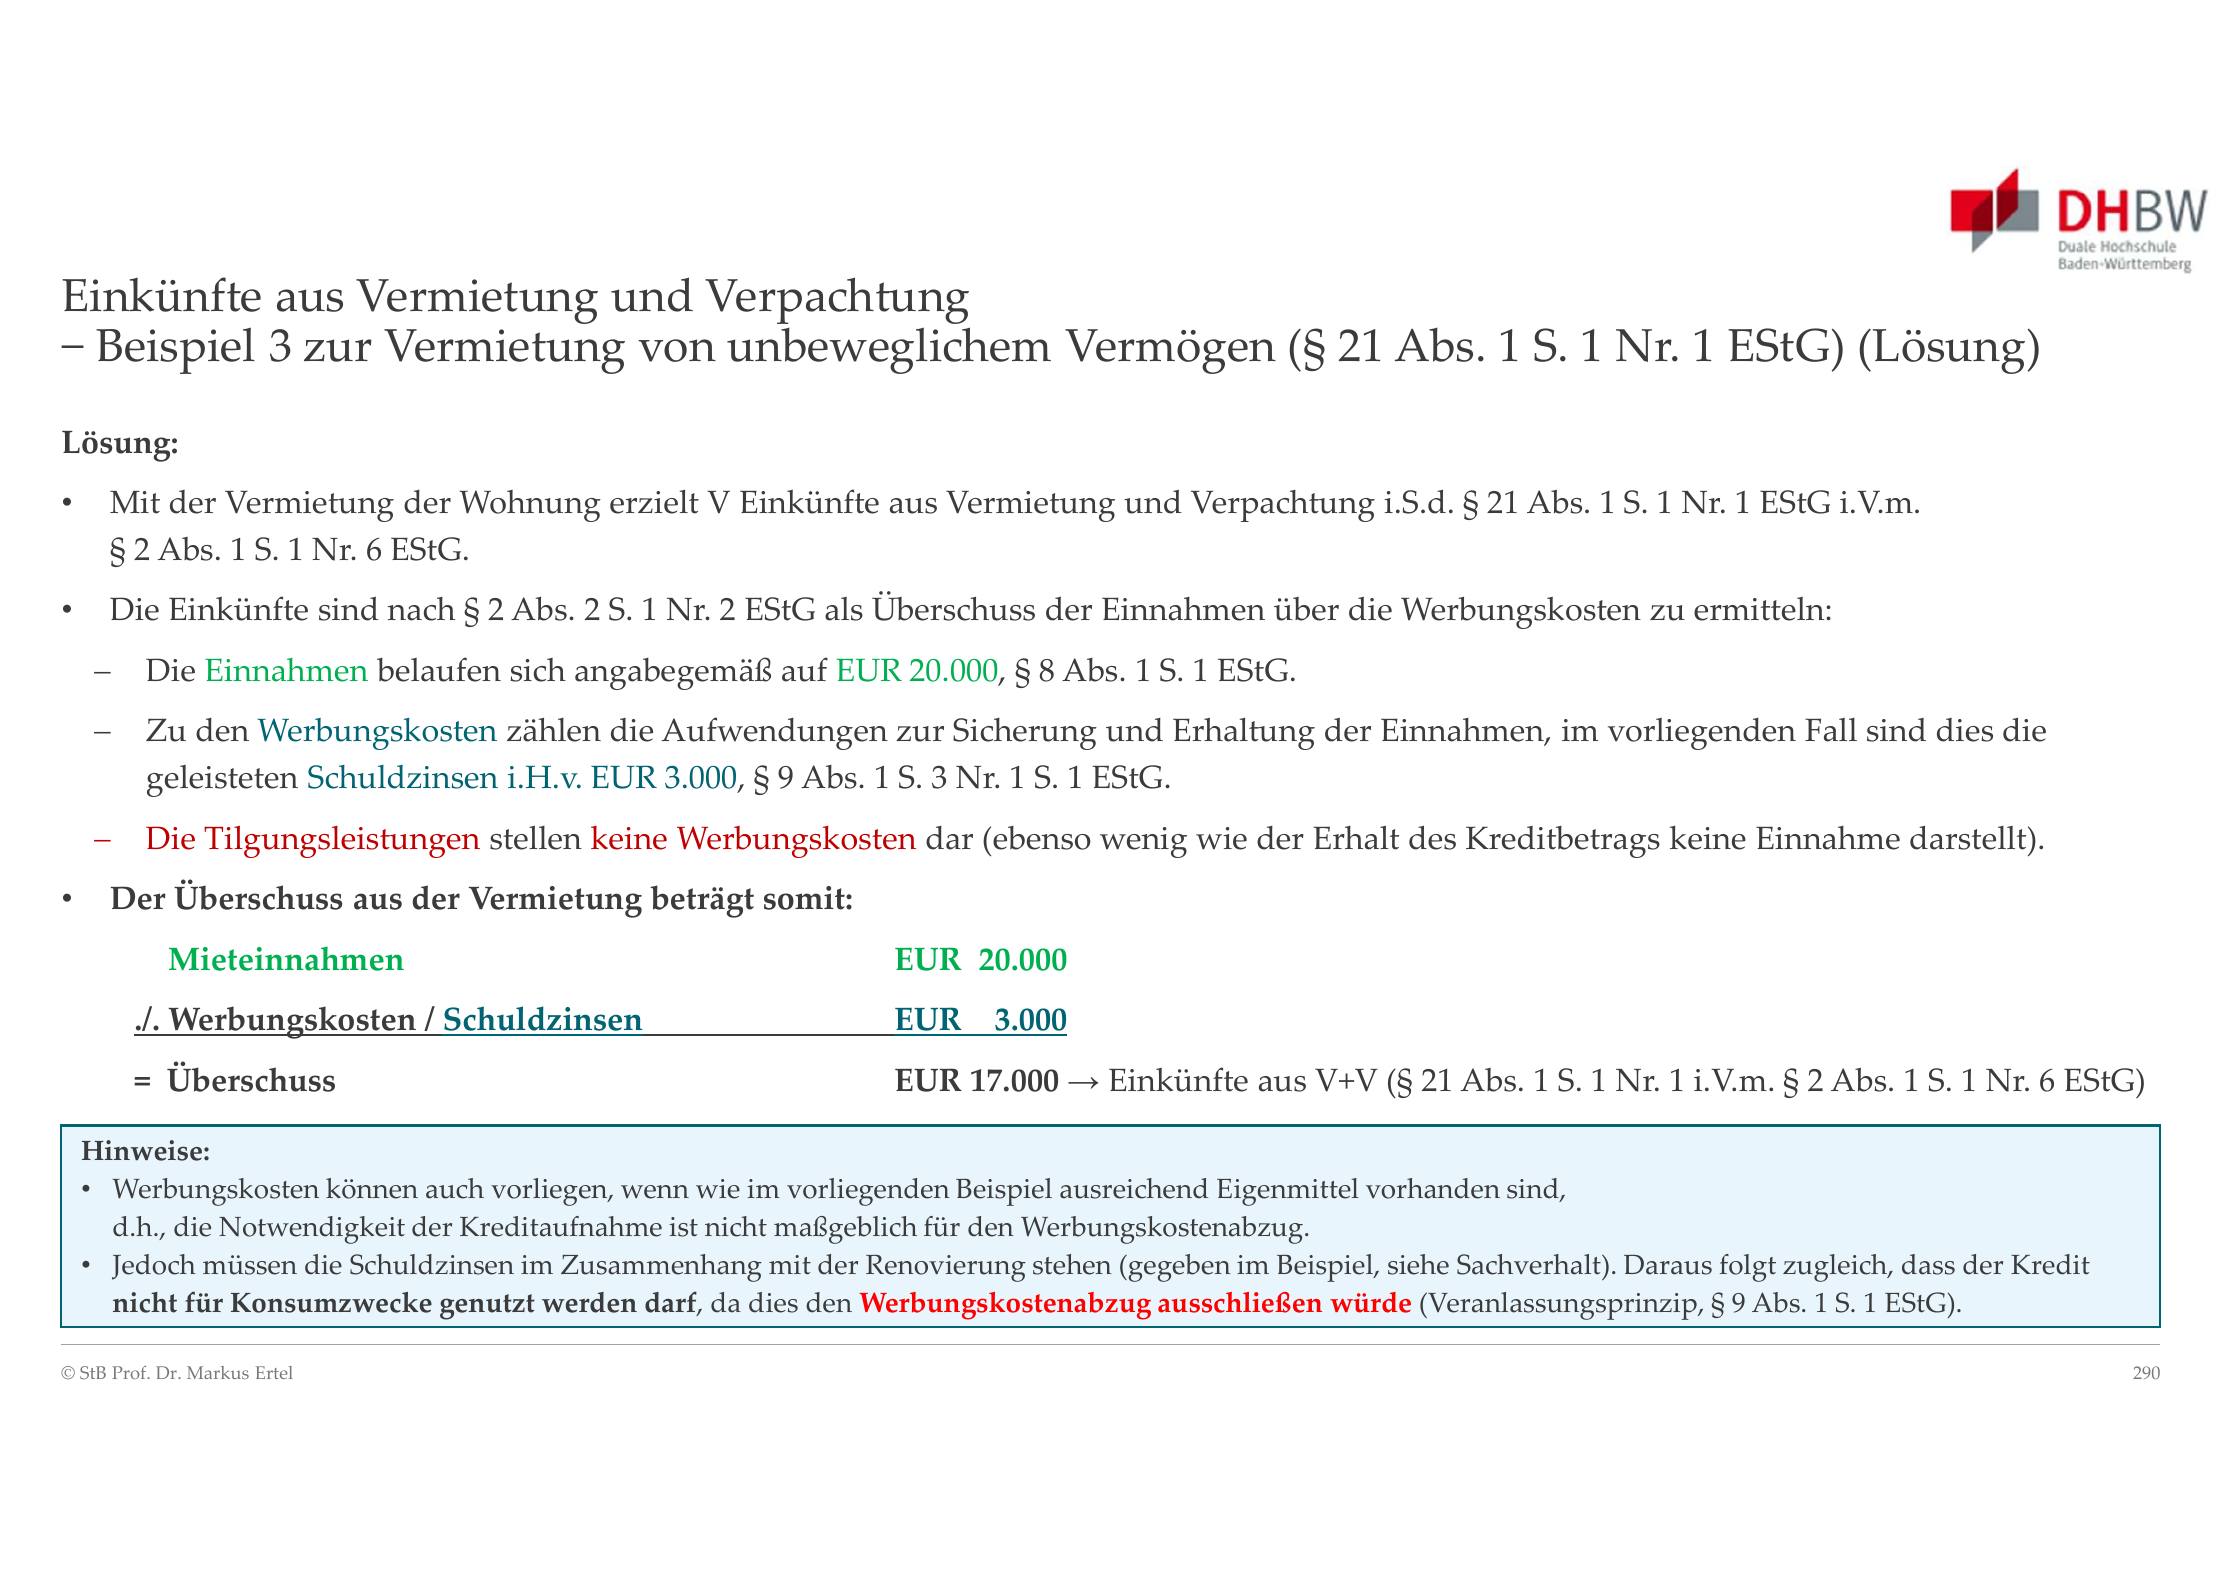 DHBW
Duale Hochschule
Baden-Württemberg
Einkünfte aus Vermietung und Verpachtung
– Beispiel 3 zur Vermietung von unbeweglichem Vermögen (§ 21 Abs. 1 S. 1 Nr. 1 EStG) (Lösung)
Lösung:
• Mit der Vermietung der Wohnung erzielt V Einkünfte aus Vermietung und Verpachtung i.S.d. § 21 Abs. 1 S. 1 Nr. 1 EStG i.V.m.
§ 2 Abs. 1 S. 1 Nr. 6 EStG.
• Die Einkünfte sind nach § 2 Abs. 2 S. 1 Nr. 2 EStG als Überschuss der Einnahmen über die Werbungskosten zu ermitteln:
– Die Einnahmen belaufen sich angabegemäß auf EUR 20.000, § 8 Abs. 1 S. 1 EStG.
– Zu den Werbungskosten zählen die Aufwendungen zur Sicherung und Erhaltung der Einnahmen, im vorliegenden Fall sind dies die
geleisteten Schuldzinsen i.H.v. EUR 3.000, § 9 Abs. 1 S. 3 Nr. 1 S. 1 EStG.
– Die Tilgungsleistungen stellen keine Werbungskosten dar (ebenso wenig wie der Erhalt des Kreditbetrags keine Einnahme darstellt).
• Der Überschuss aus der Vermietung beträgt somit:
Mieteinnahmen EUR 20.000
./. Werbungskosten / Schuldzinsen EUR 3.000
= Überschuss EUR 17.000 → Einkünfte aus V+V (§ 21 Abs. 1 S. 1 Nr. 1 i.V.m. § 2 Abs. 1 S. 1 Nr. 6 EStG)
Hinweise:
• Werbungskosten können auch vorliegen, wenn wie im vorliegenden Beispiel ausreichend Eigenmittel vorhanden sind,
d.h., die Notwendigkeit der Kreditaufnahme ist nicht maßgeblich für den Werbungskostenabzug.
• Jedoch müssen die Schuldzinsen im Zusammenhang mit der Renovierung stehen (gegeben im Beispiel, siehe Sachverhalt). Daraus folgt zugleich, dass der Kredit
nicht für Konsumzwecke genutzt werden darf, da dies den Werbungskostenabzug ausschließen würde (Veranlassungsprinzip, § 9 Abs. 1 S. 1 EStG).
© StB Prof. Dr. Markus Ertel 290